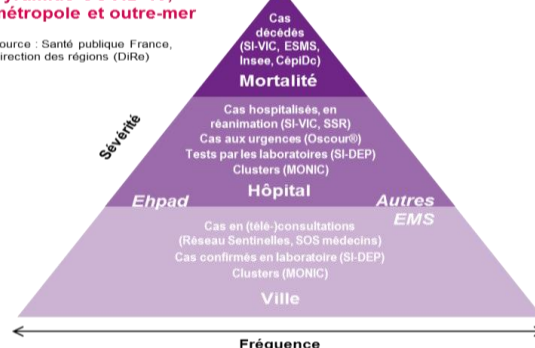 métropole et outre-mer
Source : Santé publique France,
Direction des régions (DiRe)
Cas
décédés
(SI-VIC, ESMS,
Insee, CépiDc)
Mortalité
Sévérité
Cas hospitalisés, en
réanimation (SI-VIC, SSR)
Cas aux urgences (Oscour®)
Tests par les laboratoires (SI-DEP)
Clusters (MONIC)
Hôpital
Ehpad
Autres
EMS
Cas en (télé-)consultations
(Réseau Sentinelles, SOS médecins)
Cas confirmés en laboratoire (SI-DEP)
Clusters (MONIC)
Ville
Fréquence